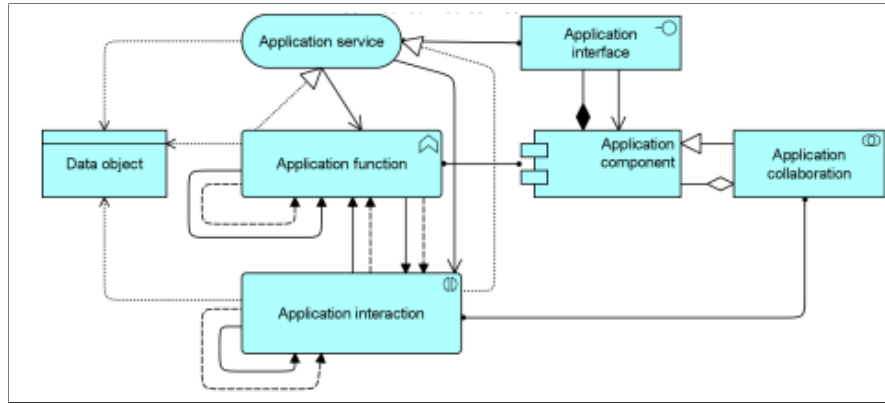 Application service
Application
interface
Data object
Application function
Application
component
Application
collaboration
Application interaction